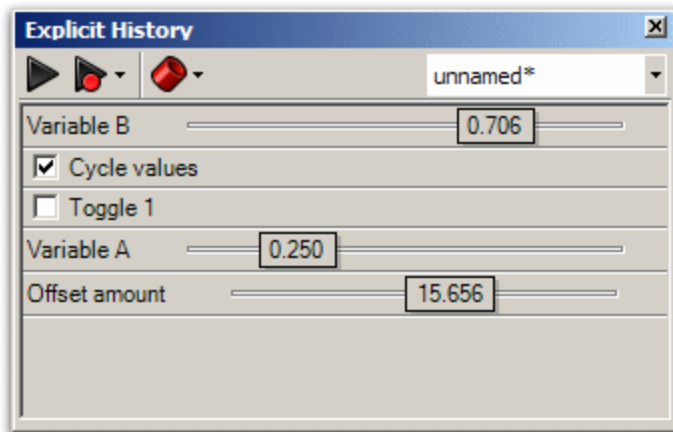 Explicit History
unnamed*
Variable B 0.706
Cycle values
Toggle 1
Variable A 0.250
Offset amount 15.656